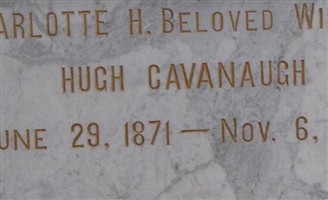 ARLOTTE H. BELOVED WI
HUGH CAVANAUGH
UNE 29, 1871 — NOV. 6,